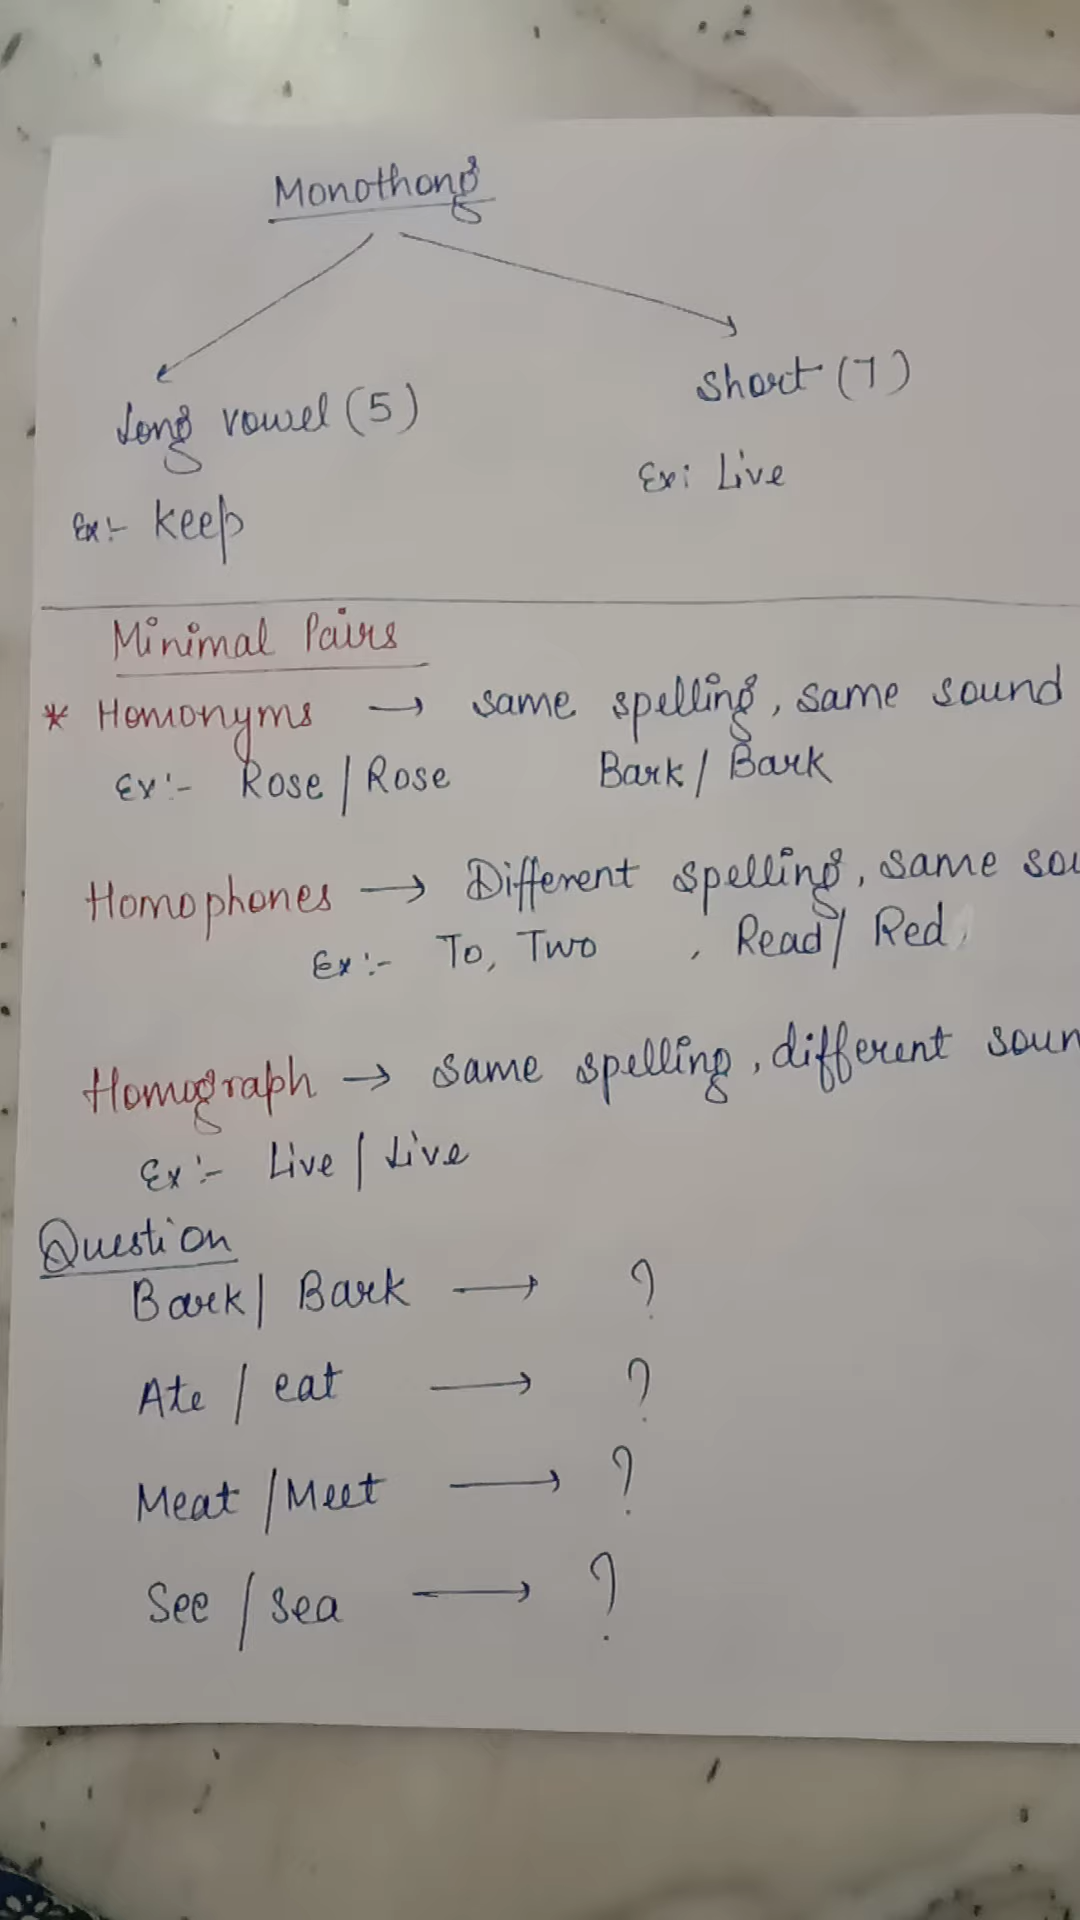 Monothong
Long vowel (5)
Short (7)
Ex:- Keep
Ex: Live
Minimal Pairs
* Homonyms → same spelling, same sound
Ex:- Rose / Rose Bark / Bark
Homophones → Different spelling, same sou
Ex:- To, Two , Read / Red
Homograph → same spelling, different soun
Ex:- Live / Live
Question
Bark / Bark → ?
Ate / eat → ?
Meat / Meet → ?
See / sea → ?